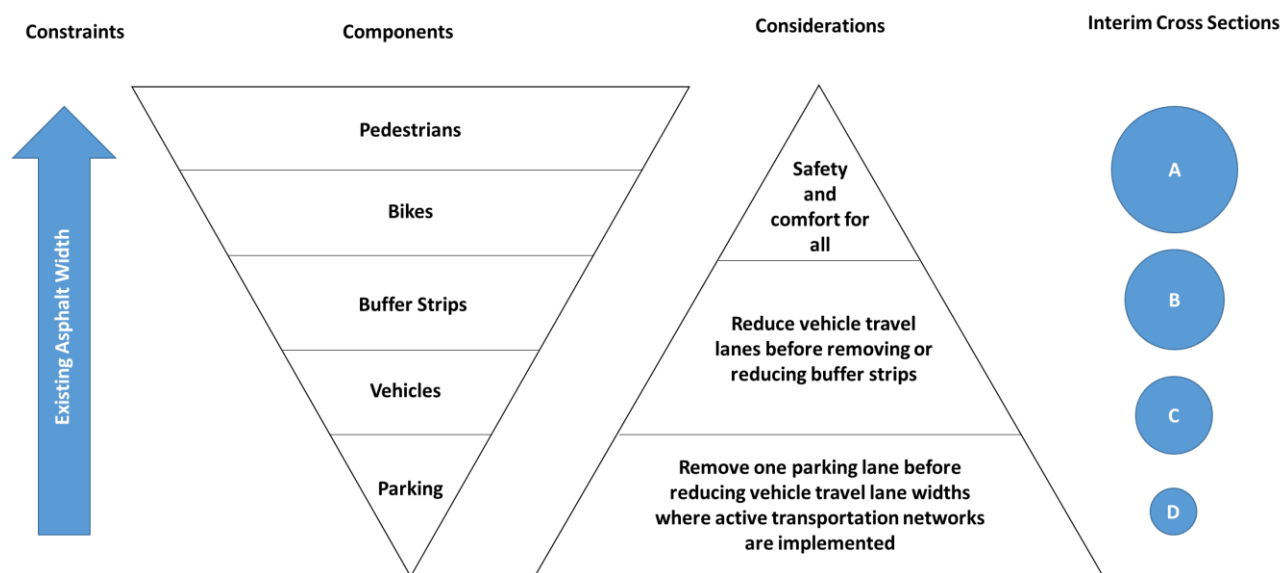 Constraints
Components
Considerations
Interim Cross Sections
Existing Asphalt Width
Pedestrians
Bikes
Buffer Strips
Vehicles
Parking
Safety
and
comfort for
all
Reduce vehicle travel
lanes before removing or
reducing buffer strips
Remove one parking lane before
reducing vehicle travel lane widths
where active transportation networks
are implemented
A
B
C
D